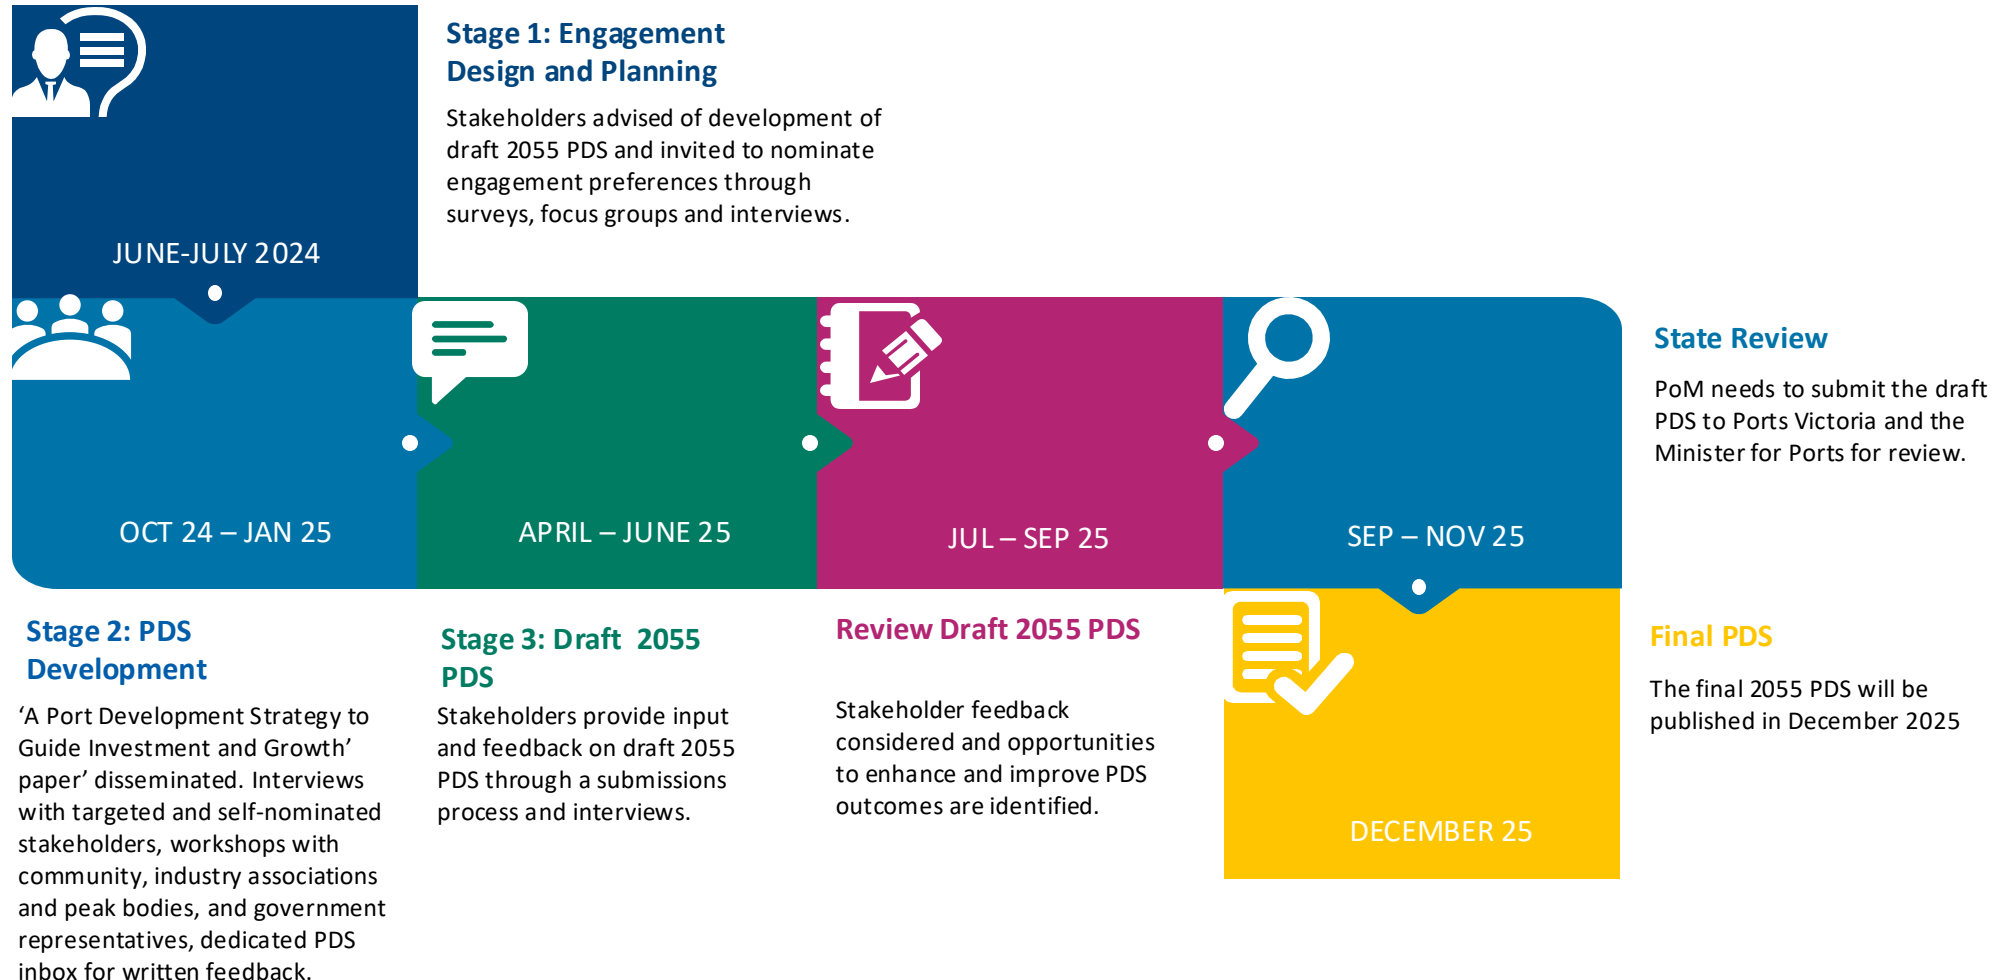 Stage 1: Engagement
Design and Planning
Stakeholders advised of development of
draft 2055 PDS and invited to nominate
engagement preferences through
surveys, focus groups and interviews.
JUNE-JULY 2024
OCT 24 – JAN 25
Stage 2: PDS
Development
‘A Port Development Strategy to
Guide Investment and Growth’
paper’ disseminated. Interviews
with targeted and self-nominated
stakeholders, workshops with
community, industry associations
and peak bodies, and government
representatives, dedicated PDS
inbox for written feedback.
APRIL – JUNE 25
Stage 3: Draft 2055
PDS
Stakeholders provide input
and feedback on draft 2055
PDS through a submissions
process and interviews.
JUL – SEP 25
Review Draft 2055 PDS
Stakeholder feedback
considered and opportunities
to enhance and improve PDS
outcomes are identified.
SEP – NOV 25
State Review
PoM needs to submit the draft
PDS to Ports Victoria and the
Minister for Ports for review.
DECEMBER 25
Final PDS
The final 2055 PDS will be
published in December 2025